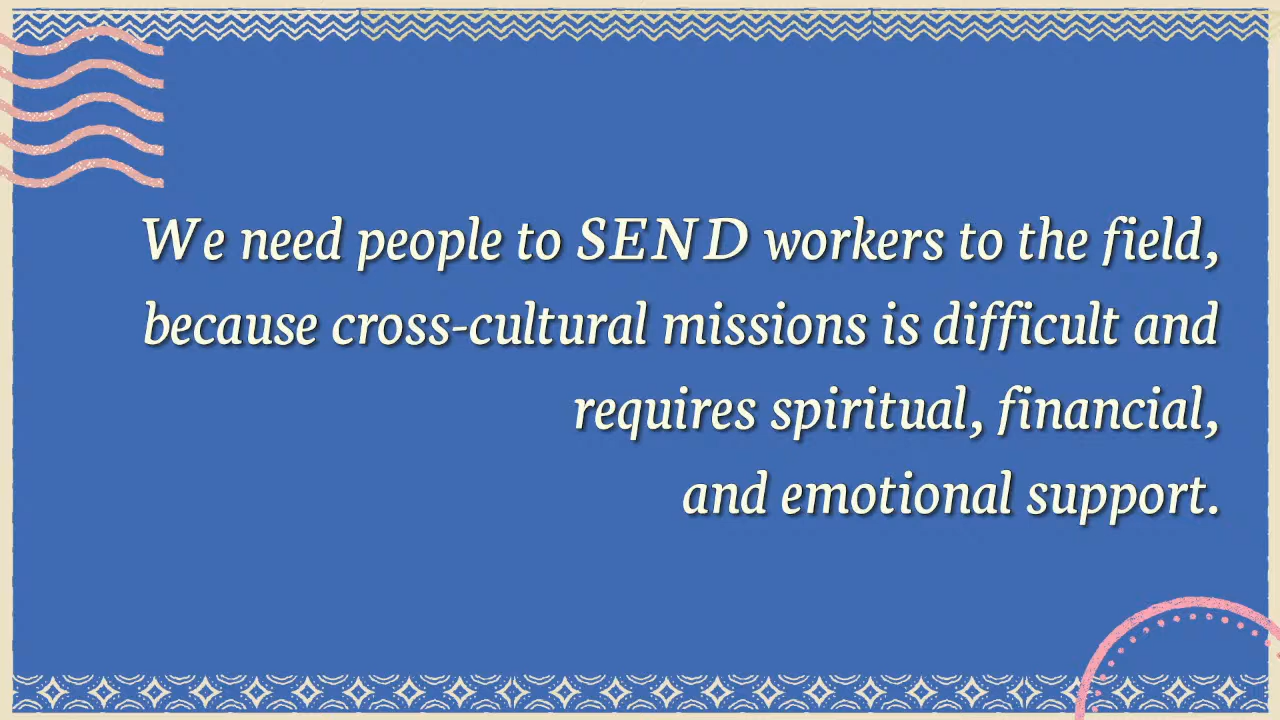 We need people to SEND workers to the field,
because cross-cultural missions is difficult and
requires spiritual, financial,
and emotional support.